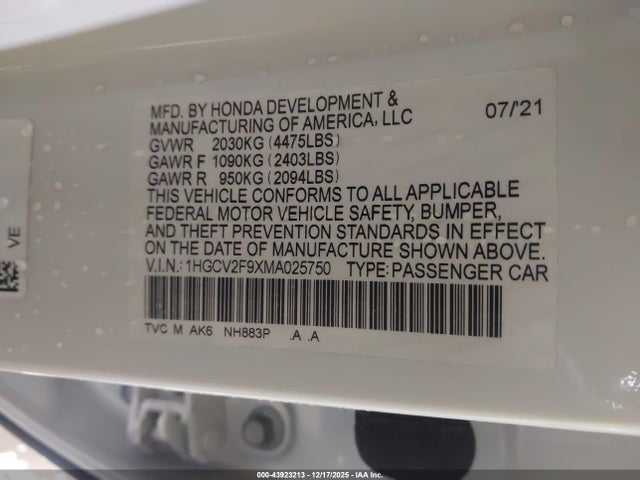 MFD. BY HONDA DEVELOPMENT &
MANUFACTURING OF AMERICA, LLC
07/'21
GVWR 2030KG (4475LBS)
GAWR F 1090KG (2403LBS)
GAWR R 950KG (2094LBS)
THIS VEHICLE CONFORMS TO ALL APPLICABLE
FEDERAL MOTOR VEHICLE SAFETY, BUMPER,
AND THEFT PREVENTION STANDARDS IN EFFECT
ON THE DATE OF MANUFACTURE SHOWN ABOVE.
V.I.N.: 1HGCV2F9XMA025750 TYPE: PASSENGER CAR
TVC M AK6 NH883P .A .A
VE
000-43923213 - 12/17/2025 - IAA Inc.